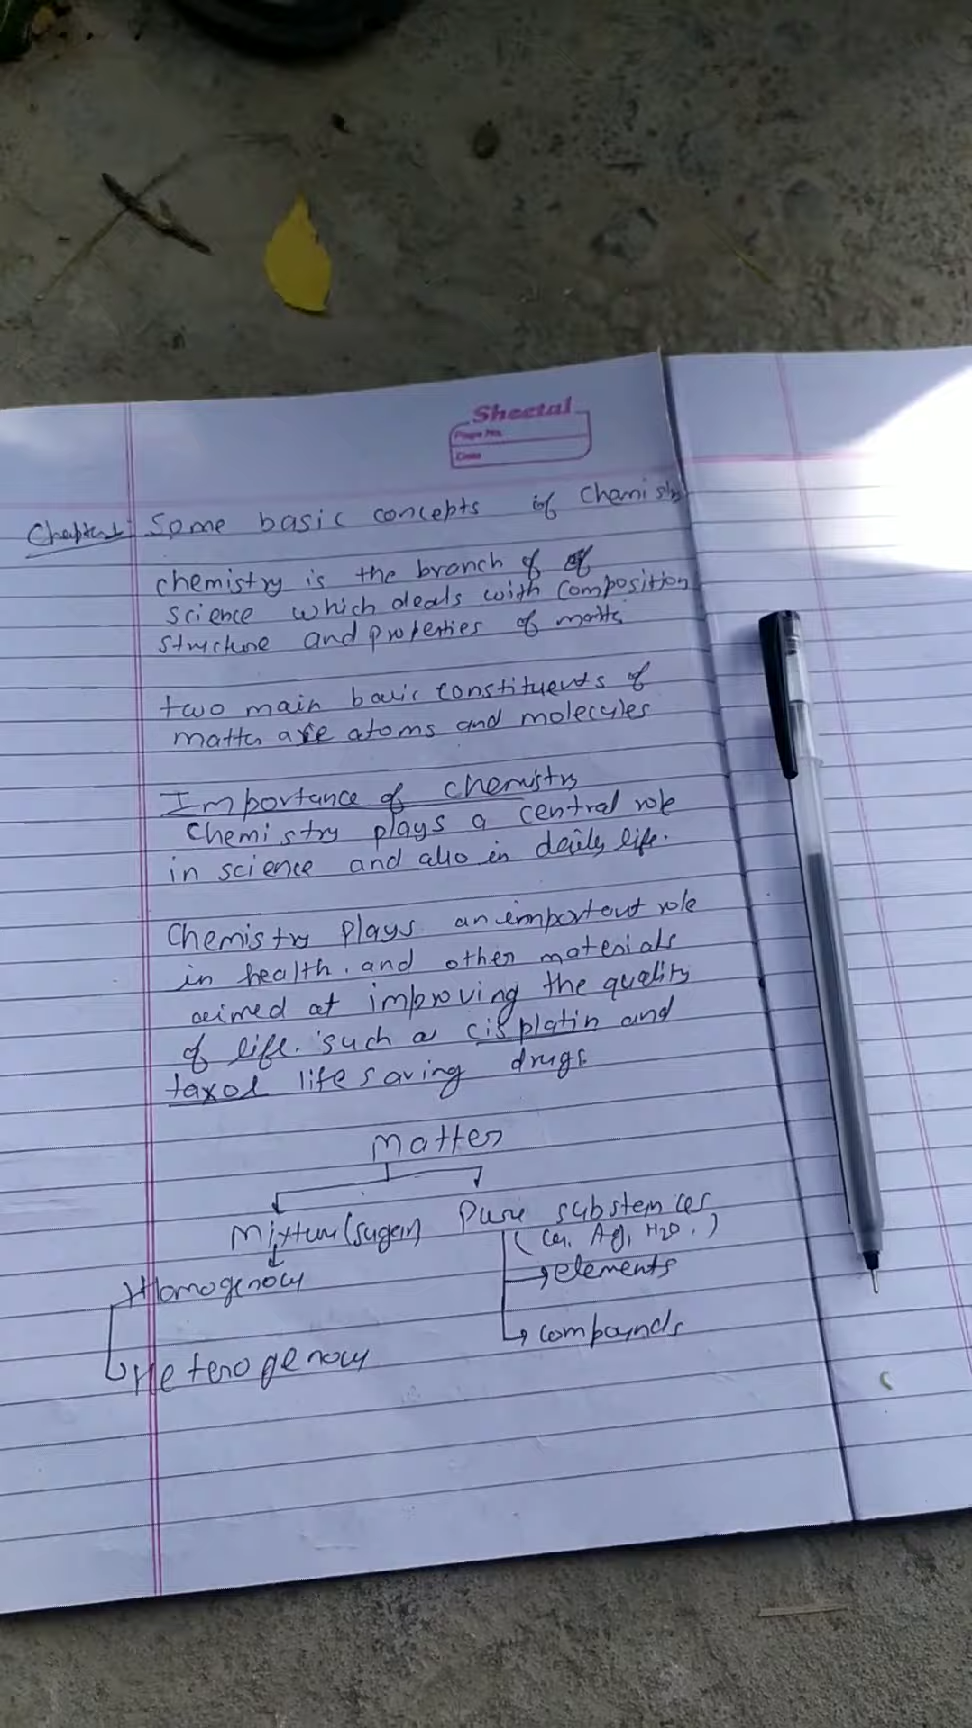 Sheetal
Page No.
Date
Chapter 1 Some basic concepts of Chemistry
chemistry is the branch of of
science which deals with composition
structure and properties of matter
two main basic constituents of
matter are atoms and molecules
Importance of chemistry
Chemistry plays a central role
in science and also in daily life.
Chemistry plays an important role
in health. and other materials
aimed at improving the quality
of life. such a cisplatin and
taxol life saving drugs
Matter
Mixture (sugar) Pure substances
(Cu, Ag, H2O, )
Homogenous
elements
compounds
Heterogenous